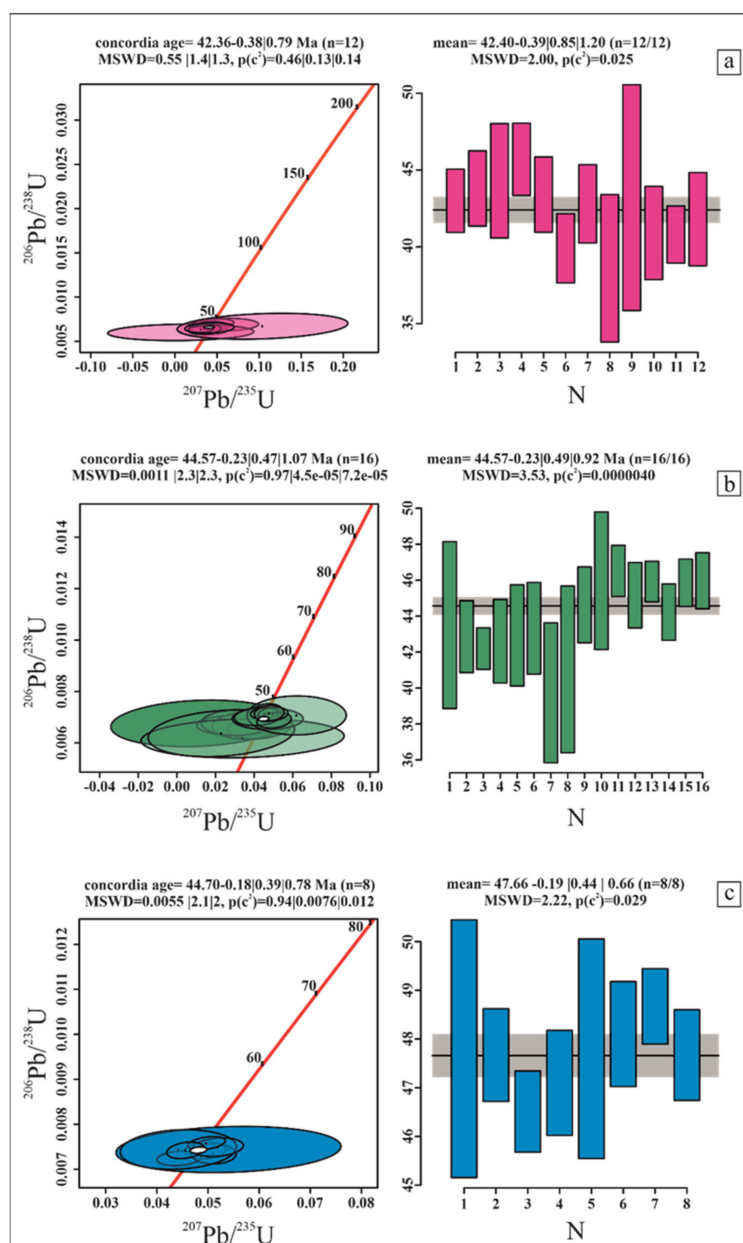 concordia age= 42.36-0.38|0.79 Ma (n=12)
MSWD=0.55 |1.4|1.3, p(c²)=0.46|0.13|0.14
mean= 42.40-0.39|0.85|1.20 (n=12/12)
MSWD=2.00, p(c²)=0.025
a
0.005 0.010 0.015 0.020 0.025 0.030
²⁰⁶Pb/²³⁸U
50
100
150
200
-0.10 -0.05 0.00 0.05 0.10 0.15 0.20
²⁰⁷Pb/²³⁵U
35 40 45 50
1 2 3 4 5 6 7 8 9 10 11 12
N
concordia age= 44.57-0.23|0.47|1.07 Ma (n=16)
MSWD=0.0011 |2.3|2.3, p(c²)=0.97|4.5e-05|7.2e-05
mean= 44.57-0.23|0.49|0.92 Ma (n=16/16)
MSWD=3.53, p(c²)=0.0000040
b
0.006 0.008 0.010 0.012 0.014
²⁰⁶Pb/²³⁸U
50
60
70
80
90
-0.04 -0.02 0.00 0.02 0.04 0.06 0.08 0.10
²⁰⁷Pb/²³⁵U
36 38 40 42 44 46 48 50
1 2 3 4 5 6 7 8 9 10 11 12 13 14 15 16
N
concordia age= 44.70-0.18|0.39|0.78 Ma (n=8)
MSWD=0.0055 |2.1|2, p(c²)=0.94|0.0076|0.012
mean= 47.66 -0.19 |0.44 | 0.66 (n=8/8)
MSWD=2.22, p(c²)=0.029
c
0.007 0.008 0.009 0.010 0.011 0.012
²⁰⁶Pb/²³⁸U
60
70
80
0.03 0.04 0.05 0.06 0.07 0.08
²⁰⁷Pb/²³⁵U
45 46 47 48 49 50
1 2 3 4 5 6 7 8
N